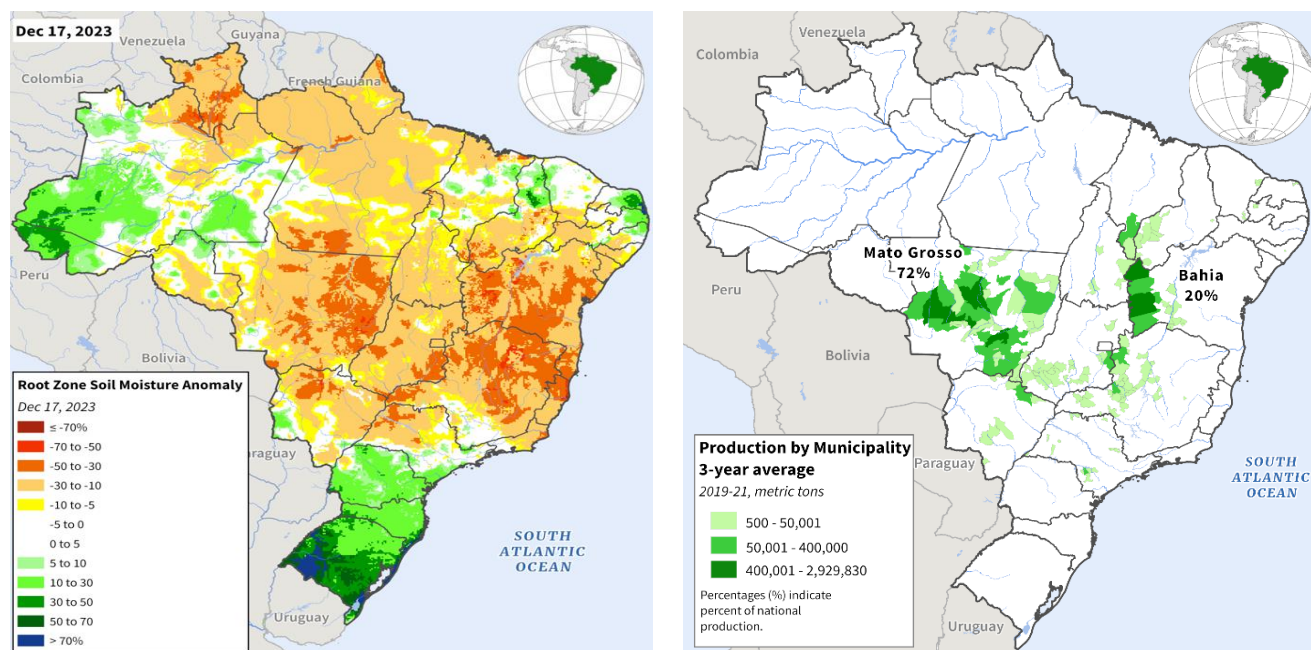 Dec 17, 2023
Venezuela
Guyana
Colombia
French Guiana
Peru
Bolivia
Root Zone Soil Moisture Anomaly
Dec 17, 2023
≤ -70%
-70 to -50
-50 to -30
-30 to -10
-10 to -5
-5 to 0
0 to 5
5 to 10
10 to 30
30 to 50
50 to 70
> 70%
araguay
Uruguay
SOUTH
ATLANTIC
OCEAN
Venezuela
Colombia
Mato Grosso
72%
Bahia
20%
Peru
Bolivia
Production by Municipality
3-year average
2019-21, metric tons
500 - 50,001
50,001 - 400,000
400,001 - 2,929,830
Percentages (%) indicate
percent of national
production.
Paraguay
Uruguay
SOUTH
ATLANTIC
OCEAN